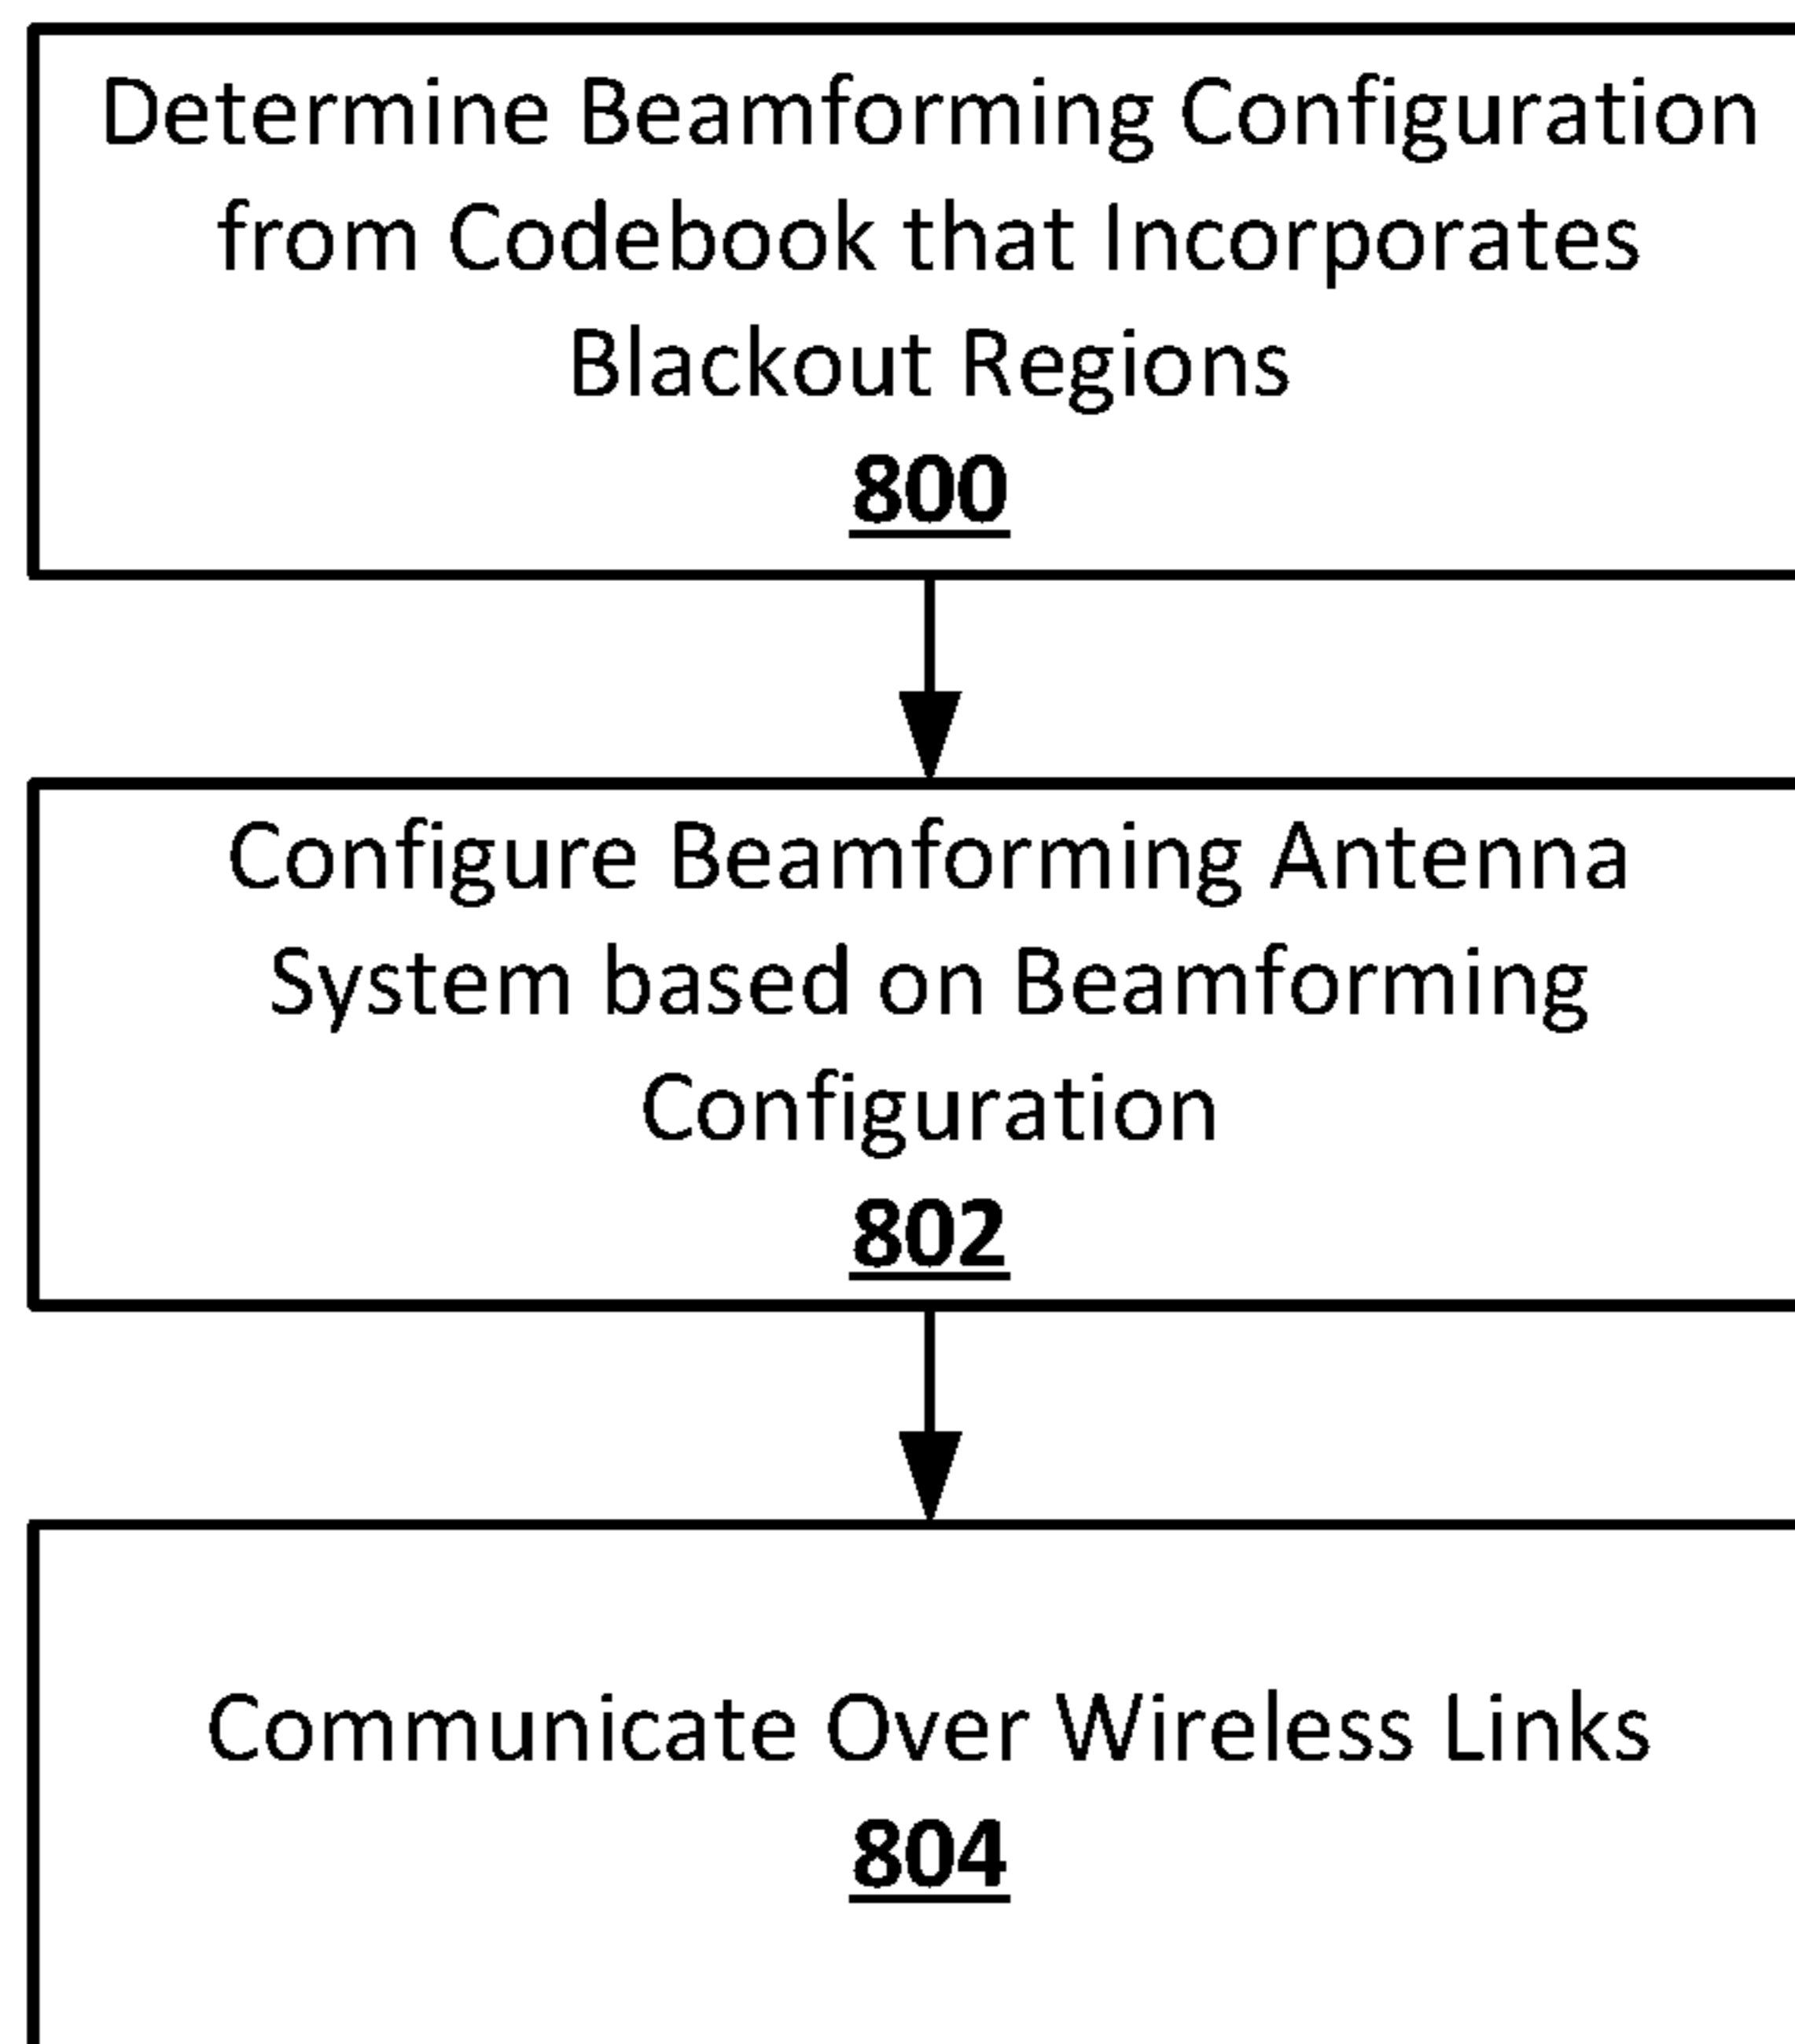 Determine Beamforming Configuration
from Codebook that Incorporates
Blackout Regions
800
Configure Beamforming Antenna
System based on Beamforming
Configuration
802
Communicate Over Wireless Links
804